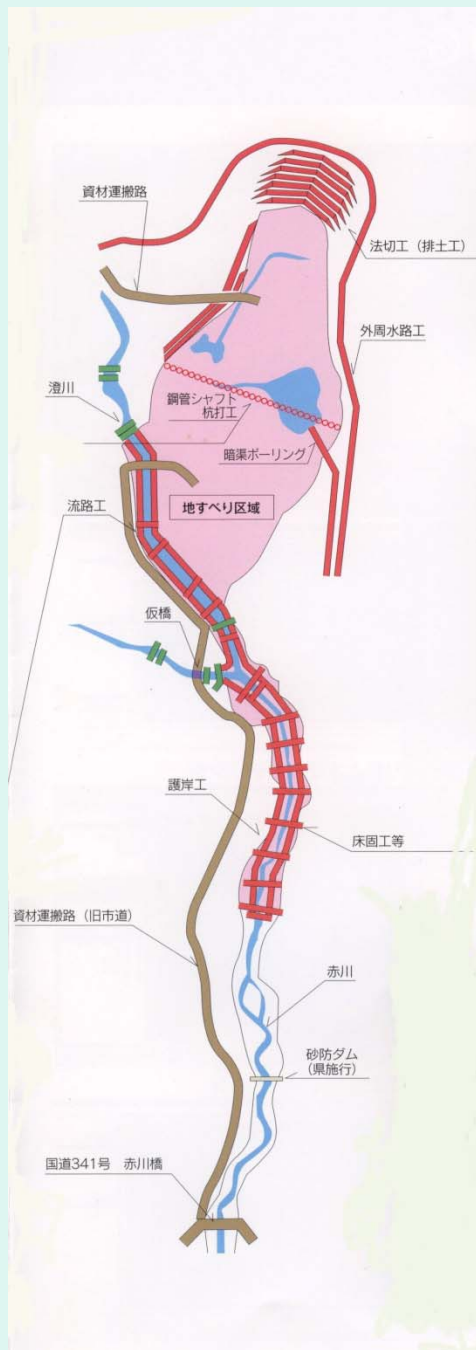 資材運搬路
法切工（排土工）
外周水路工
澄川
鋼管シャフト
杭打工
暗渠ボーリング
流路工
地すべり区域
仮橋
護岸工
床固工等
資材運搬路（旧市道）
赤川
砂防ダム
（県施行）
国道341号　赤川橋